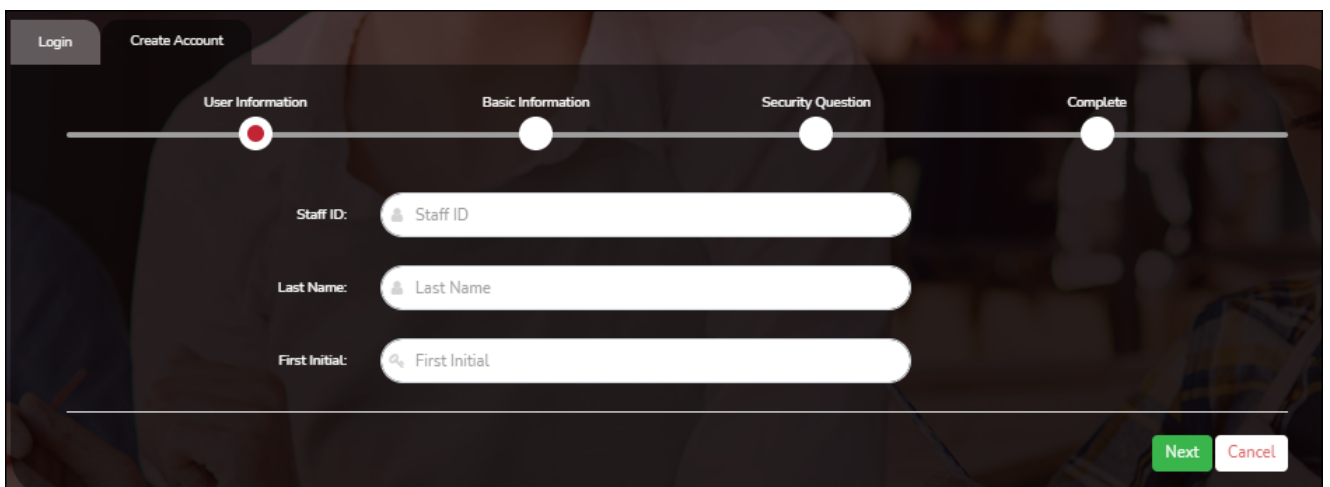 Login Create Account
User Information Basic Information Security Question Complete
Staff ID: Staff ID
Last Name: Last Name
First Initial: First Initial
Next Cancel